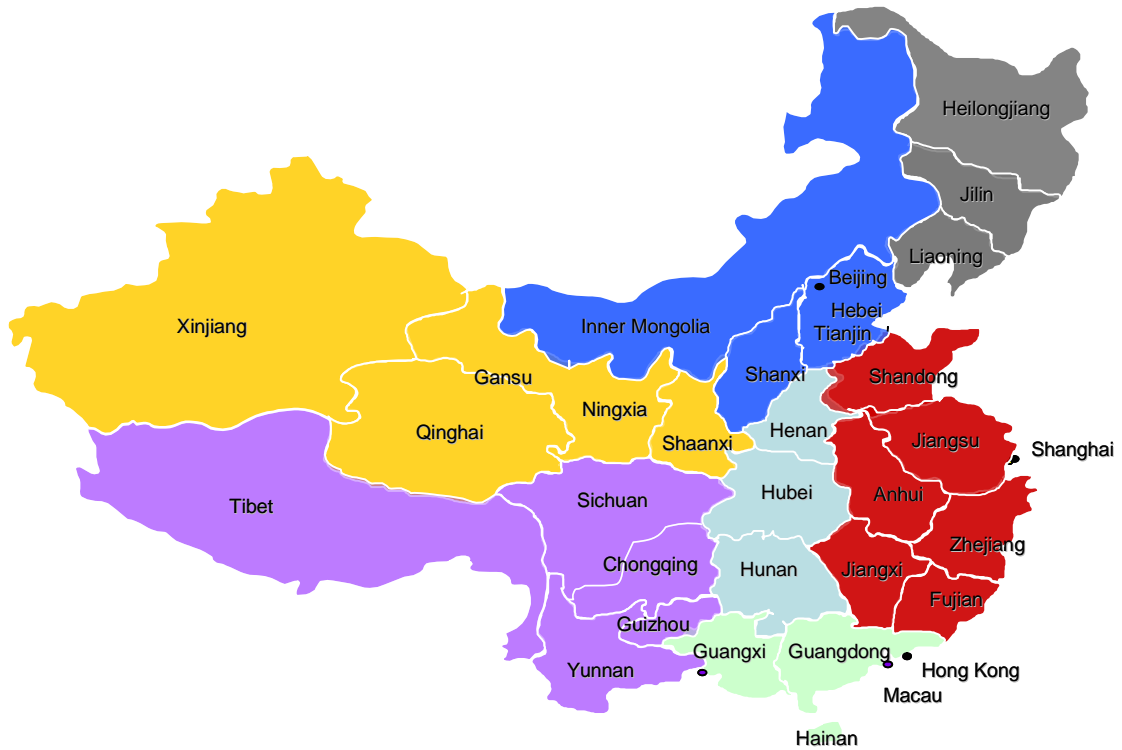 Heilongjiang
Jilin
Liaoning
Beijing
Hebei
Tianjin
Inner Mongolia
Xinjiang
Gansu
Shanxi
Shandong
Ningxia
Qinghai
Shaanxi
Henan
Jiangsu
Shanghai
Tibet
Sichuan
Hubei
Anhui
Zhejiang
Chongqing
Hunan
Jiangxi
Fujian
Guizhou
Guangxi
Guangdong
Yunnan
Hong Kong
Macau
Hainan